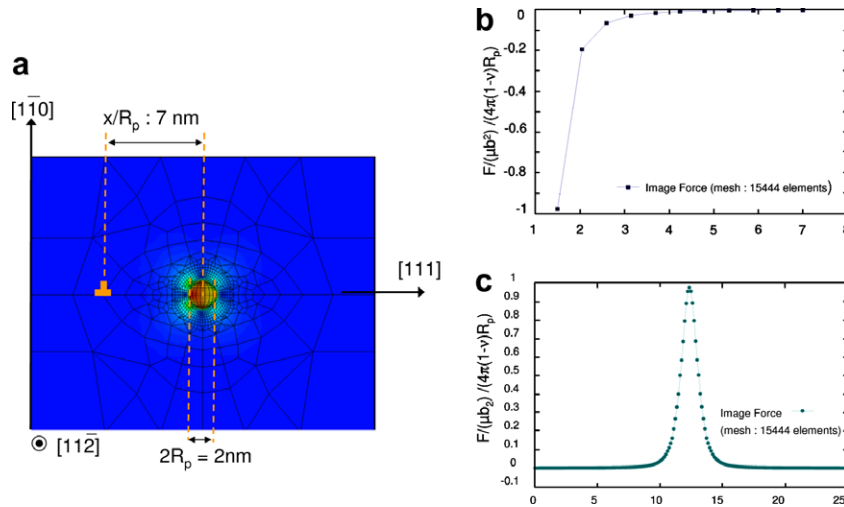 a
[11̅0]
x/Rₚ : 7 nm
[111]
[112̅]
2Rₚ = 2nm
b
F/(μb²) /(4π(1-ν)Rₚ)
0
-0.2
-0.4
-0.6
-0.8
-1
Image Force (mesh : 15444 elements)
1 2 3 4 5 6 7 8
c
F/(μb₂) /(4π(1-ν)Rₚ)
1
0.9
0.8
0.7
0.6
0.5
0.4
0.3
0.2
0.1
0
-0.1
Image Force
(mesh : 15444 elements)
0 5 10 15 20 25